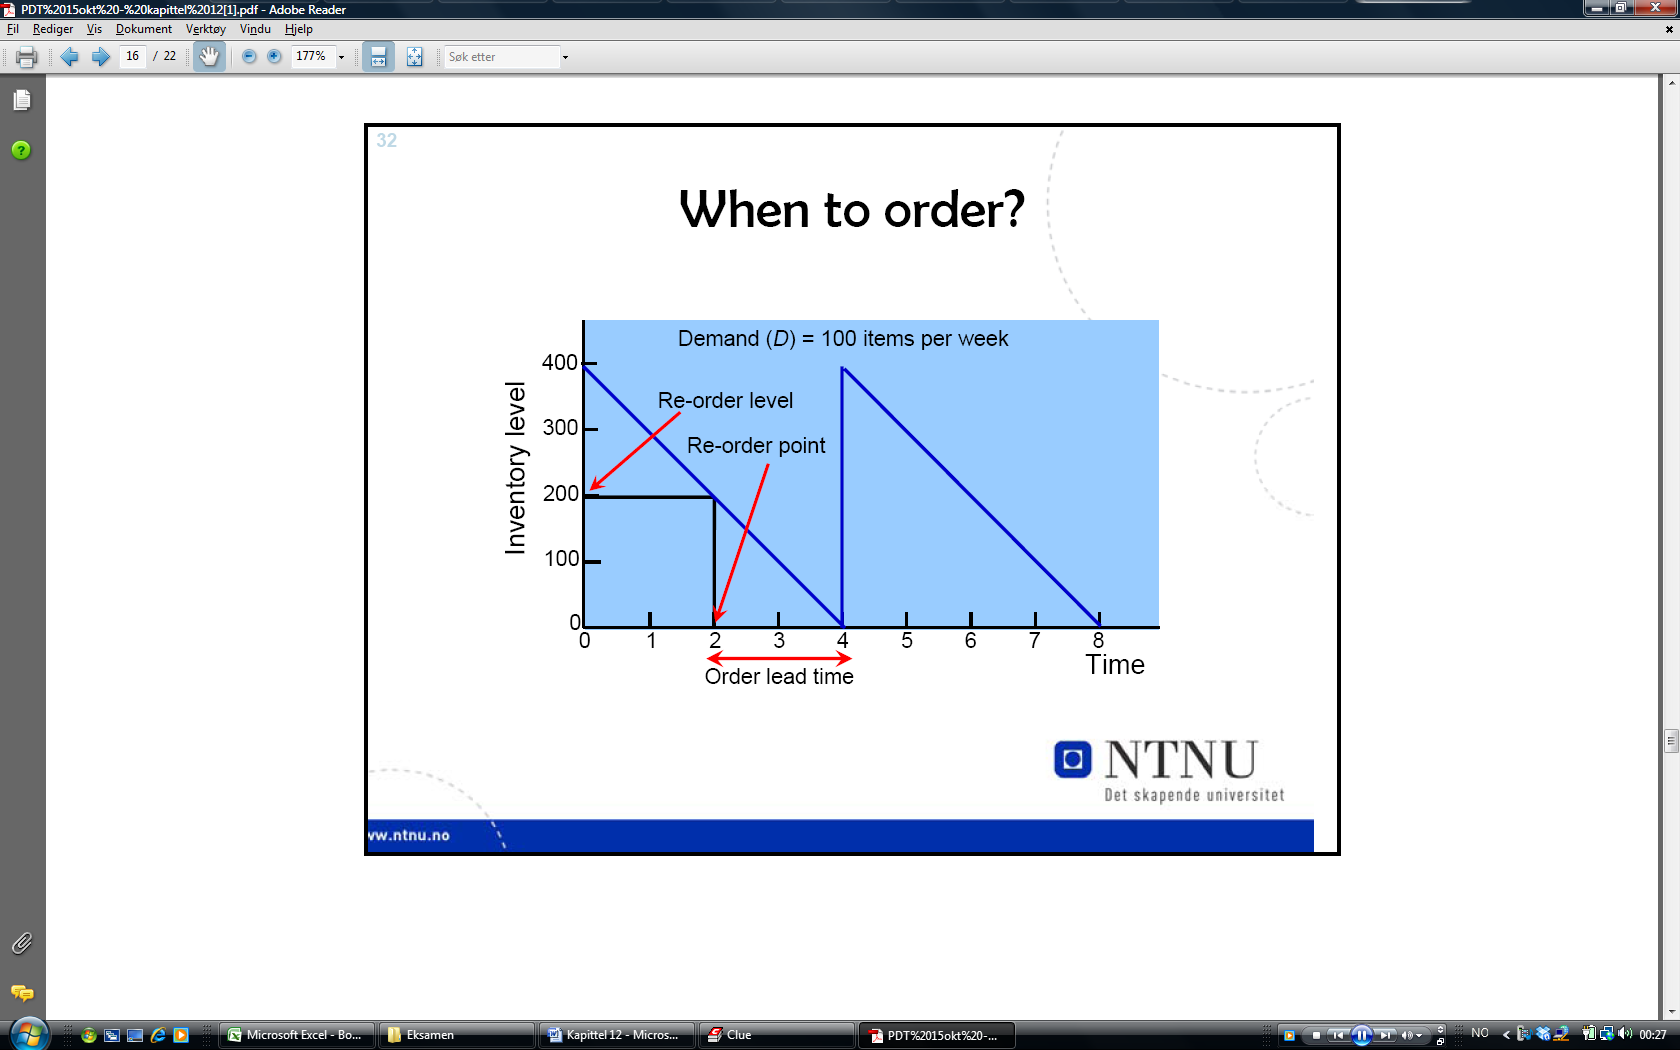 PDT%2015okt%20-%20kapittel%2012[1].pdf - Adobe Reader
Fil Rediger Vis Dokument Verktøy Vindu Hjelp
16 / 22 177% Søk etter
32
When to order?
Demand (D) = 100 items per week
400
Re-order level
300
Re-order point
Inventory level
200
100
0
0 1 2 3 4 5 6 7 8
Time
Order lead time
NTNU
Det skapende universitet
ww.ntnu.no
Microsoft Excel - Bo... Eksamen Kapittel 12 - Micros... Clue PDT%2015okt%20-... NO 00:27